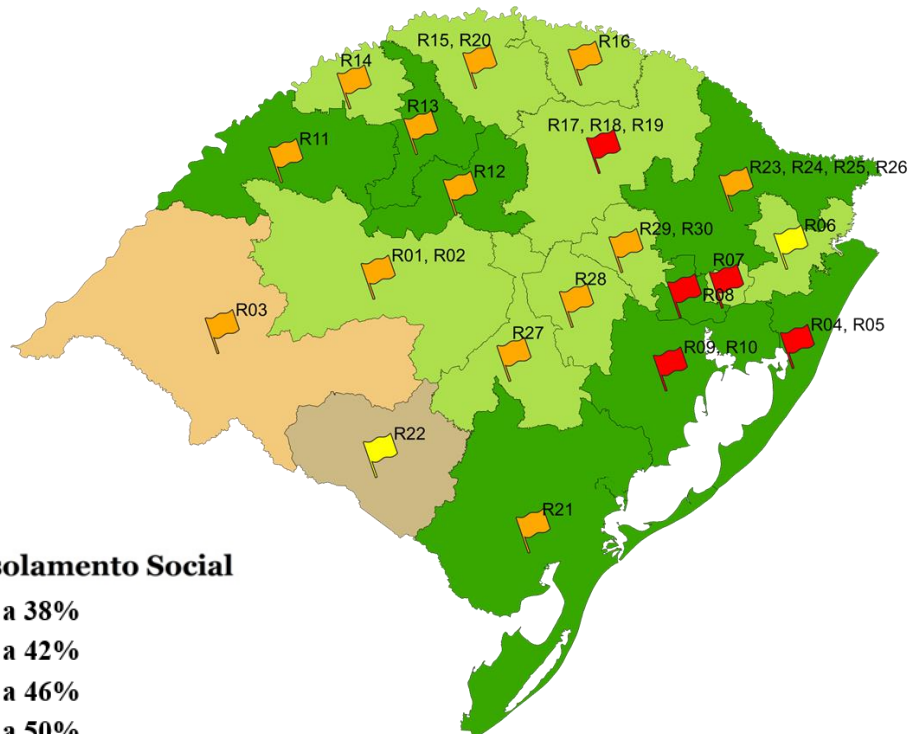 R15, R20
R16
R14
R13
R17, R18, R19
R11
R12
R23, R24, R25, R26
R29, R30
R06
R01, R02
R07
R28
R08
R03
R04, R05
R27
R09, R10
R22
R21
solamento Social
a 38%
a 42%
a 46%
a 50%